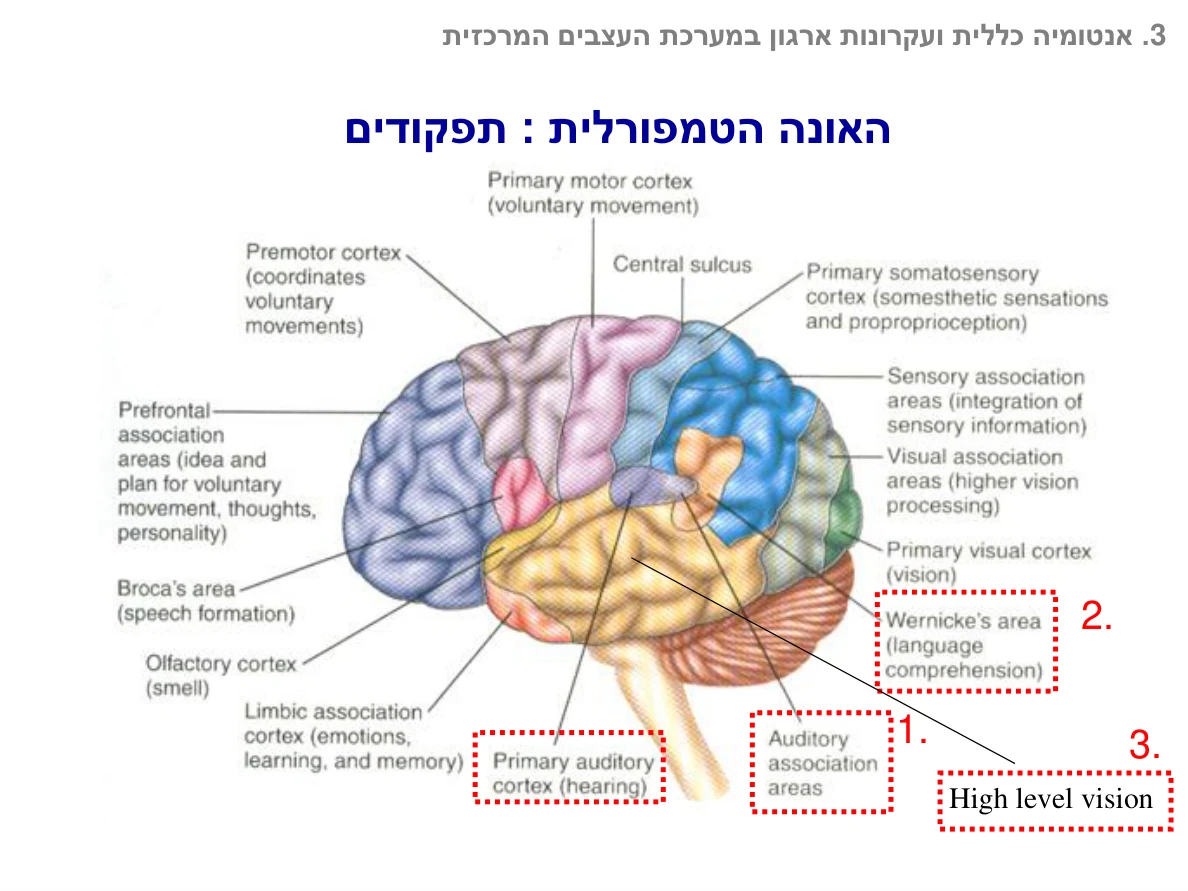 3. אנטומיה כללית ועקרונות ארגון במערכת העצבים המרכזית
האונה הטמפורלית : תפקודים
Primary motor cortex
(voluntary movement)
Premotor cortex
(coordinates
voluntary
movements)
Central sulcus
Primary somatosensory
cortex (somesthetic sensations
and proproprioception)
Sensory association
areas (integration of
sensory information)
Prefrontal
association
areas (idea and
plan for voluntary
movement, thoughts,
personality)
Visual association
areas (higher vision
processing)
Primary visual cortex
(vision)
Broca's area
(speech formation)
2.
Wernicke's area
(language
comprehension)
Olfactory cortex
(smell)
Limbic association
cortex (emotions,
learning, and memory)
Primary auditory
cortex (hearing)
1.
Auditory
association
areas
3.
High level vision